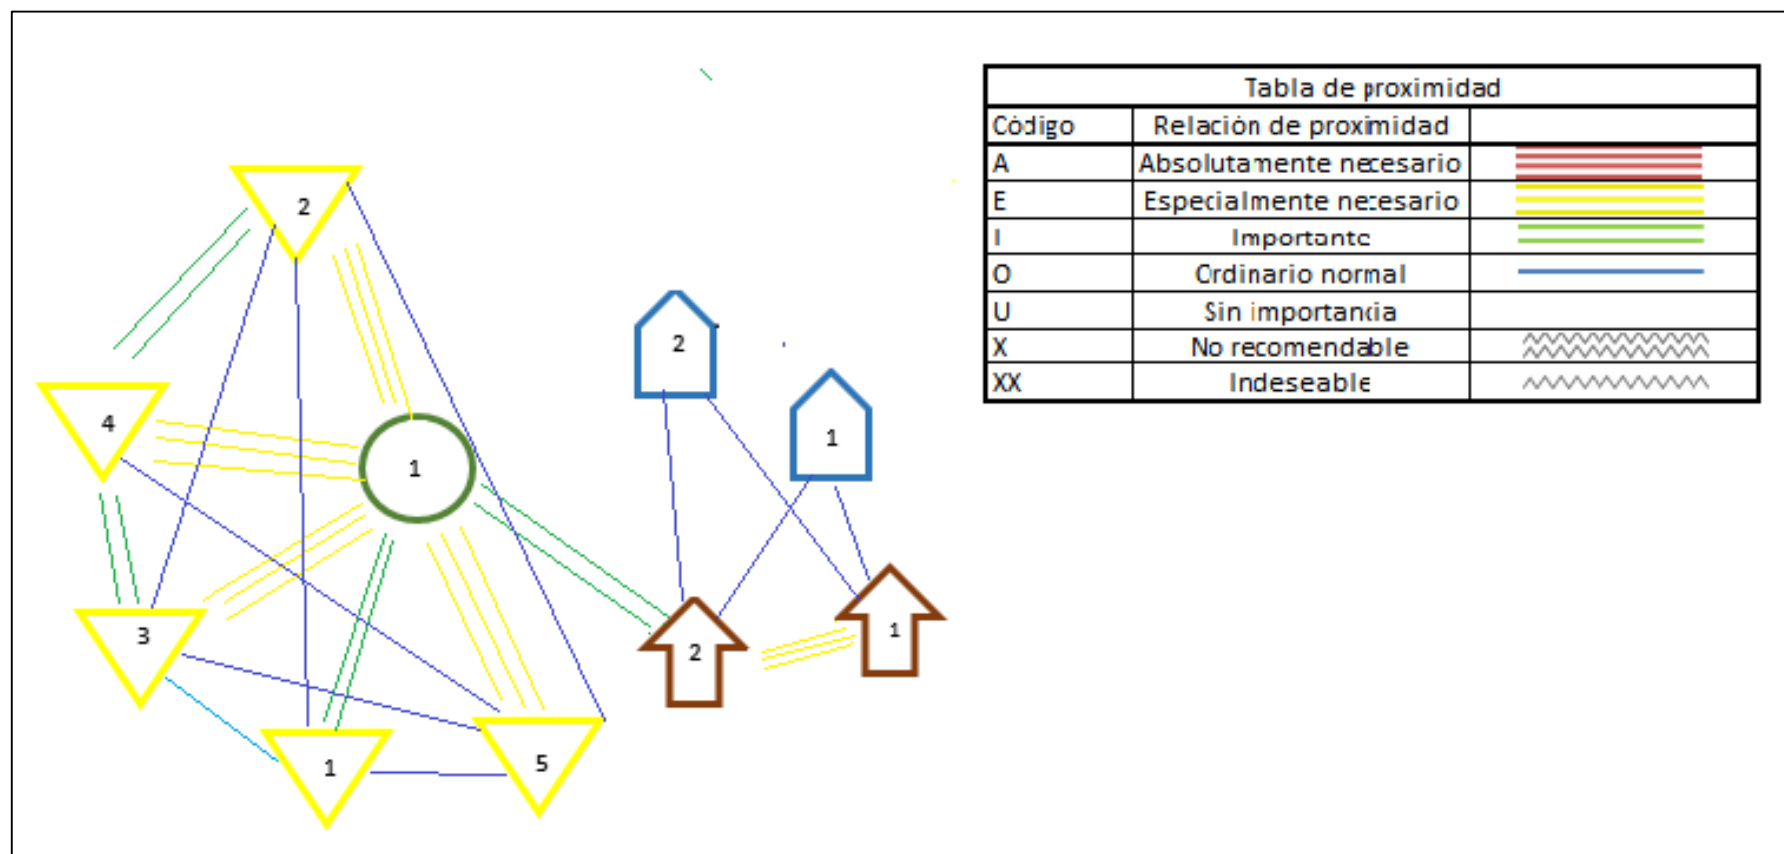 Tabla de proximidad
Código Relación de proximidad
A Absolutamente necesario
E Especialmente necesario
I Importante
O Ordinario normal
U Sin importancia
X No recomendable
XX Indeseable
2
2
1
4
1
3
2
1
1
5